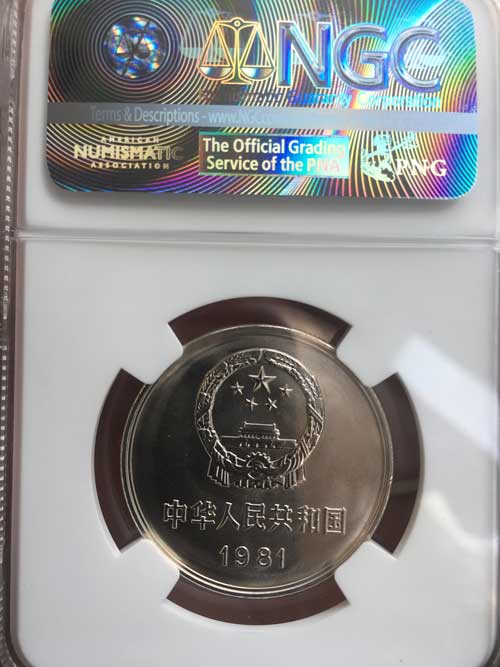 NGC
Terms & Descriptions - www.NGCco
AMERICAN
NUMISMATIC
ASSOCIATION
The Official Grading
Service of the PNG
PNG
中华人民共和国
1981